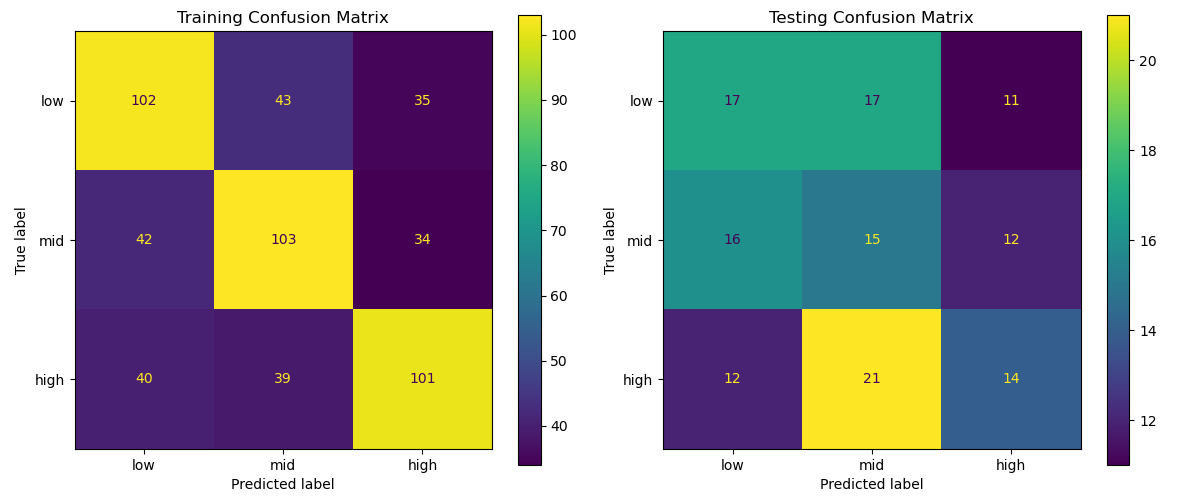 Training Confusion Matrix
low
102
43
35
mid
42
103
34
high
40
39
101
low
mid
high
Predicted label
True label
100
90
80
70
60
50
40
Testing Confusion Matrix
low
17
17
11
mid
16
15
12
high
12
21
14
low
mid
high
Predicted label
True label
20
18
16
14
12